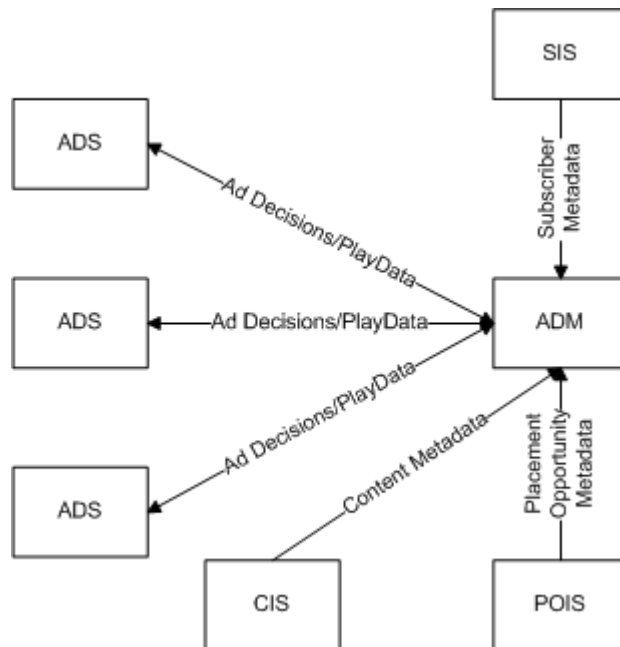 SIS
ADS
Subscriber
Metadata
Ad Decisions/PlayData
ADS
Ad Decisions/PlayData
ADM
Ad Decisions/PlayData
Content Metadata
Placement
Opportunity
Metadata
ADS
CIS
POIS